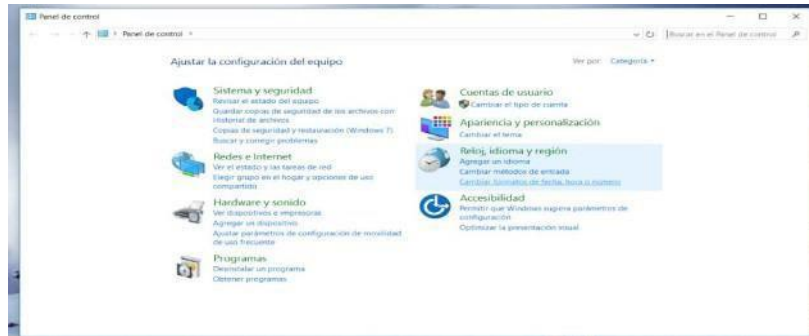 Panel de control
Panel de control
Buscar en el Panel de control
Ajustar la configuración del equipo
Ver por: Categoría
Sistema y seguridad
Revisar el estado del equipo
Guardar copias de seguridad de los archivos con
Historial de archivos
Copias de seguridad y restauración (Windows 7)
Buscar y corregir problemas
Redes e Internet
Ver el estado y las tareas de red
Elegir grupo en el hogar y opciones de uso
compartido
Hardware y sonido
Ver dispositivos e impresoras
Agregar un dispositivo
Ajustar parámetros de configuración de movilidad
de uso frecuente
Programas
Desinstalar un programa
Obtener programas
Cuentas de usuario
Cambiar el tipo de cuenta
Apariencia y personalización
Cambiar el tema
Reloj, idioma y región
Agregar un idioma
Cambiar métodos de entrada
Cambiar formatos de fecha, hora o número
Accesibilidad
Permitir que Windows sugiera parámetros de
configuración
Optimizar la presentación visual